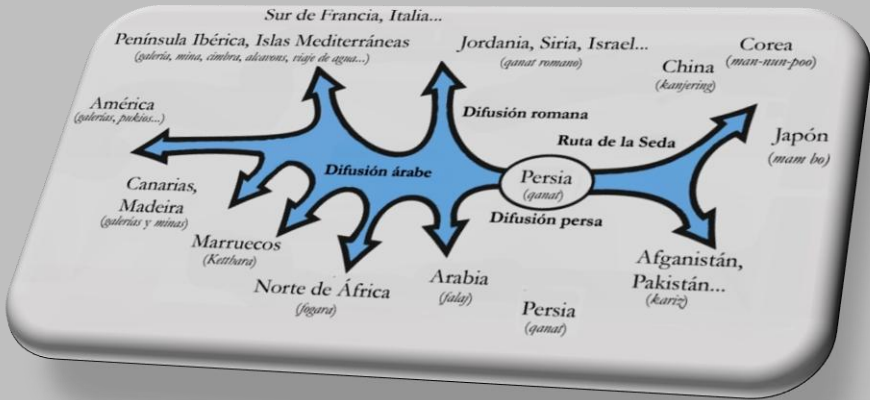 Sur de Francia, Italia...
Península Ibérica, Islas Mediterráneas
(galería, mina, cimbra, alcavons, viaje de agua...)
Jordania, Siria, Israel...
(qanat romano)
Corea
(man-nun-poo)
China
(kanjering)
América
(galerías, pukios...)
Difusión romana
Ruta de la Seda
Japón
(mam bo)
Difusión árabe
Persia
(qanat)
Canarias,
Madeira
(galerías y minas)
Difusión persa
Marruecos
(Ketthara)
Afganistán,
Pakistán...
(kariz)
Norte de África
(fogara)
Arabia
(falaj)
Persia
(qanat)